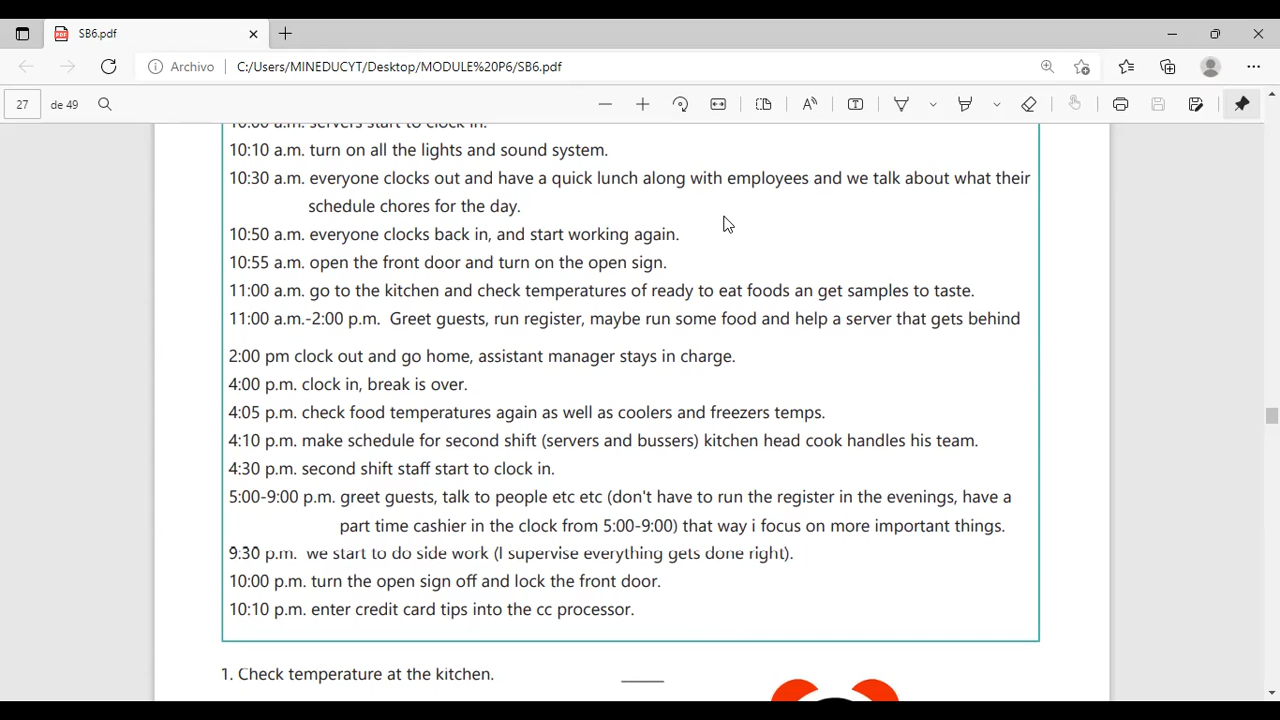 SB6.pdf
Archivo
C:/Users/MINEDUCYT/Desktop/MODULE%20P6/SB6.pdf
27 de 49
10:00 a.m. servers start to clock in.
10:10 a.m. turn on all the lights and sound system.
10:30 a.m. everyone clocks out and have a quick lunch along with employees and we talk about what their
schedule chores for the day.
10:50 a.m. everyone clocks back in, and start working again.
10:55 a.m. open the front door and turn on the open sign.
11:00 a.m. go to the kitchen and check temperatures of ready to eat foods an get samples to taste.
11:00 a.m.-2:00 p.m.  Greet guests, run register, maybe run some food and help a server that gets behind
2:00 pm clock out and go home, assistant manager stays in charge.
4:00 p.m. clock in, break is over.
4:05 p.m. check food temperatures again as well as coolers and freezers temps.
4:10 p.m. make schedule for second shift (servers and bussers) kitchen head cook handles his team.
4:30 p.m. second shift staff start to clock in.
5:00-9:00 p.m. greet guests, talk to people etc etc (don't have to run the register in the evenings, have a
part time cashier in the clock from 5:00-9:00) that way i focus on more important things.
9:30 p.m.  we start to do side work (I supervise everything gets done right).
10:00 p.m. turn the open sign off and lock the front door.
10:10 p.m. enter credit card tips into the cc processor.
1. Check temperature at the kitchen.